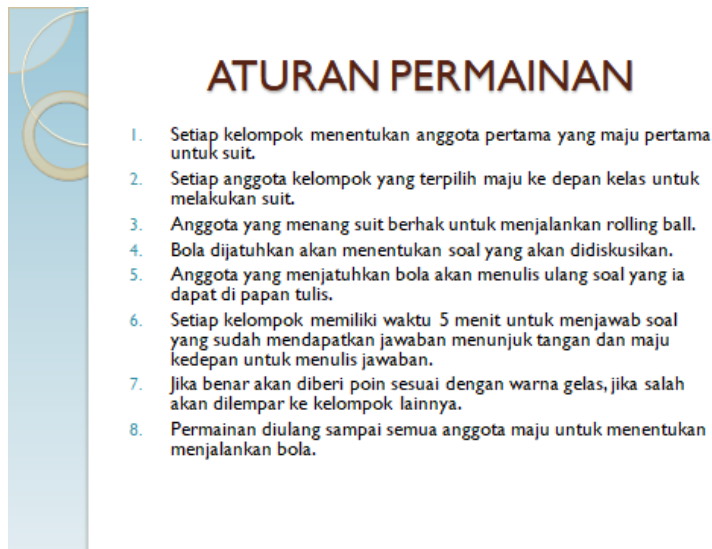 ATURAN PERMAINAN
1. Setiap kelompok menentukan anggota pertama yang maju pertama
untuk suit.
2. Setiap anggota kelompok yang terpilih maju ke depan kelas untuk
melakukan suit.
3. Anggota yang menang suit berhak untuk menjalankan rolling ball.
4. Bola dijatuhkan akan menentukan soal yang akan didiskusikan.
5. Anggota yang menjatuhkan bola akan menulis ulang soal yang ia
dapat di papan tulis.
6. Setiap kelompok memiliki waktu 5 menit untuk menjawab soal
yang sudah mendapatkan jawaban menunjuk tangan dan maju
kedepan untuk menulis jawaban.
7. Jika benar akan diberi poin sesuai dengan warna gelas, jika salah
akan dilempar ke kelompok lainnya.
8. Permainan diulang sampai semua anggota maju untuk menentukan
menjalankan bola.